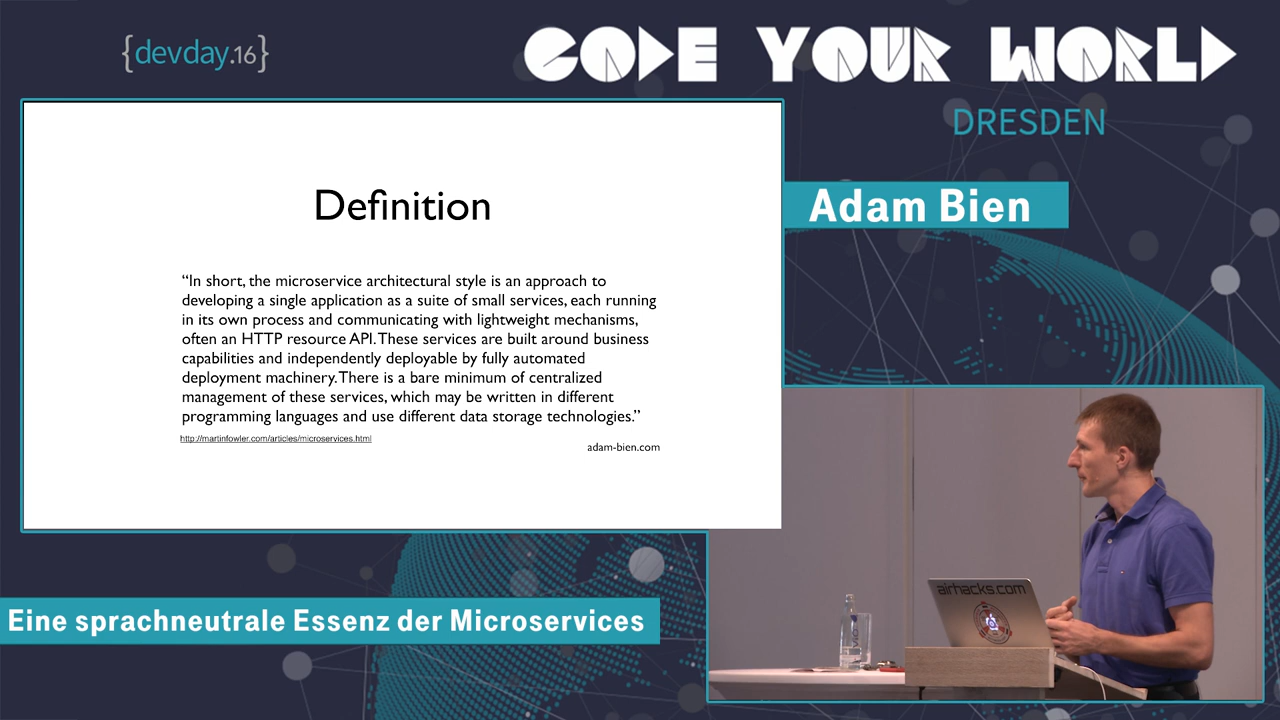 {devday.16}
CODE YOUR WORLD
DRESDEN
Adam Bien
Definition
“In short, the microservice architectural style is an approach to
developing a single application as a suite of small services, each running
in its own process and communicating with lightweight mechanisms,
often an HTTP resource API. These services are built around business
capabilities and independently deployable by fully automated
deployment machinery. There is a bare minimum of centralized
management of these services, which may be written in different
programming languages and use different data storage technologies.”
http://martinfowler.com/articles/microservices.html
adam-bien.com
airhacks.com
Eine sprachneutrale Essenz der Microservices